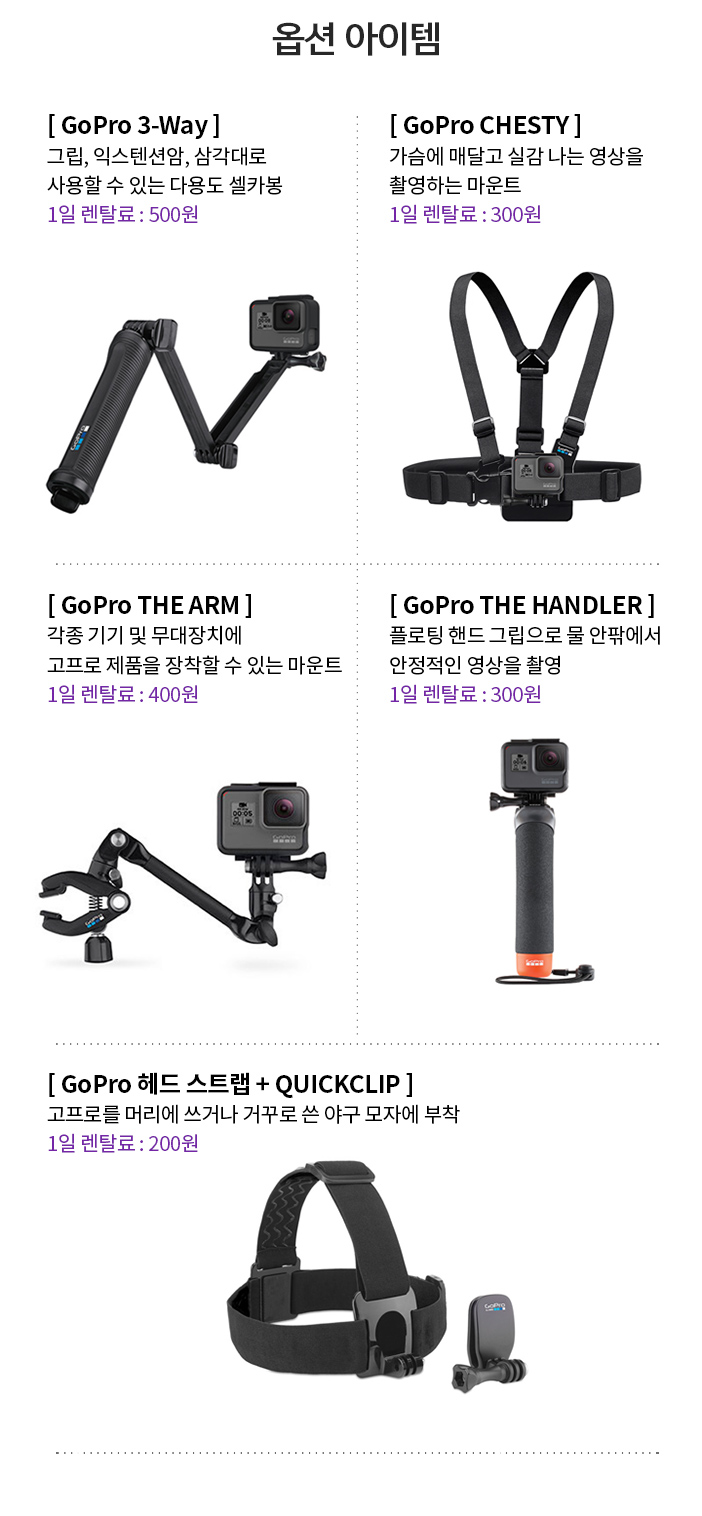 옵션 아이템
[ GoPro 3-Way ]
그립, 익스텐션암, 삼각대로
사용할 수 있는 다용도 셀카봉
1일 렌탈료 : 500원
[ GoPro CHESTY ]
가슴에 매달고 실감 나는 영상을
촬영하는 마운트
1일 렌탈료 : 300원
[ GoPro THE ARM ]
각종 기기 및 무대장치에
고프로 제품을 장착할 수 있는 마운트
1일 렌탈료 : 400원
[ GoPro THE HANDLER ]
플로팅 핸드 그립으로 물 안팎에서
안정적인 영상을 촬영
1일 렌탈료 : 300원
[ GoPro 헤드 스트랩 + QUICKCLIP ]
고프로를 머리에 쓰거나 거꾸로 쓴 야구 모자에 부착
1일 렌탈료 : 200원
GoPro